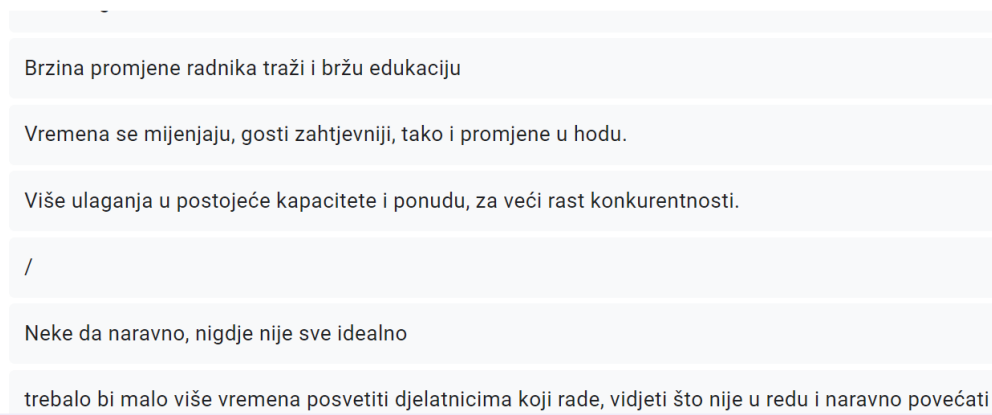 Brzina promjene radnika traži i bržu edukaciju
Vremena se mijenjaju, gosti zahtjevniji, tako i promjene u hodu.
Više ulaganja u postojeće kapacitete i ponudu, za veći rast konkurentnosti.
/
Neke da naravno, nigdje nije sve idealno
trebalo bi malo više vremena posvetiti djelatnicima koji rade, vidjeti što nije u redu i naravno povećati